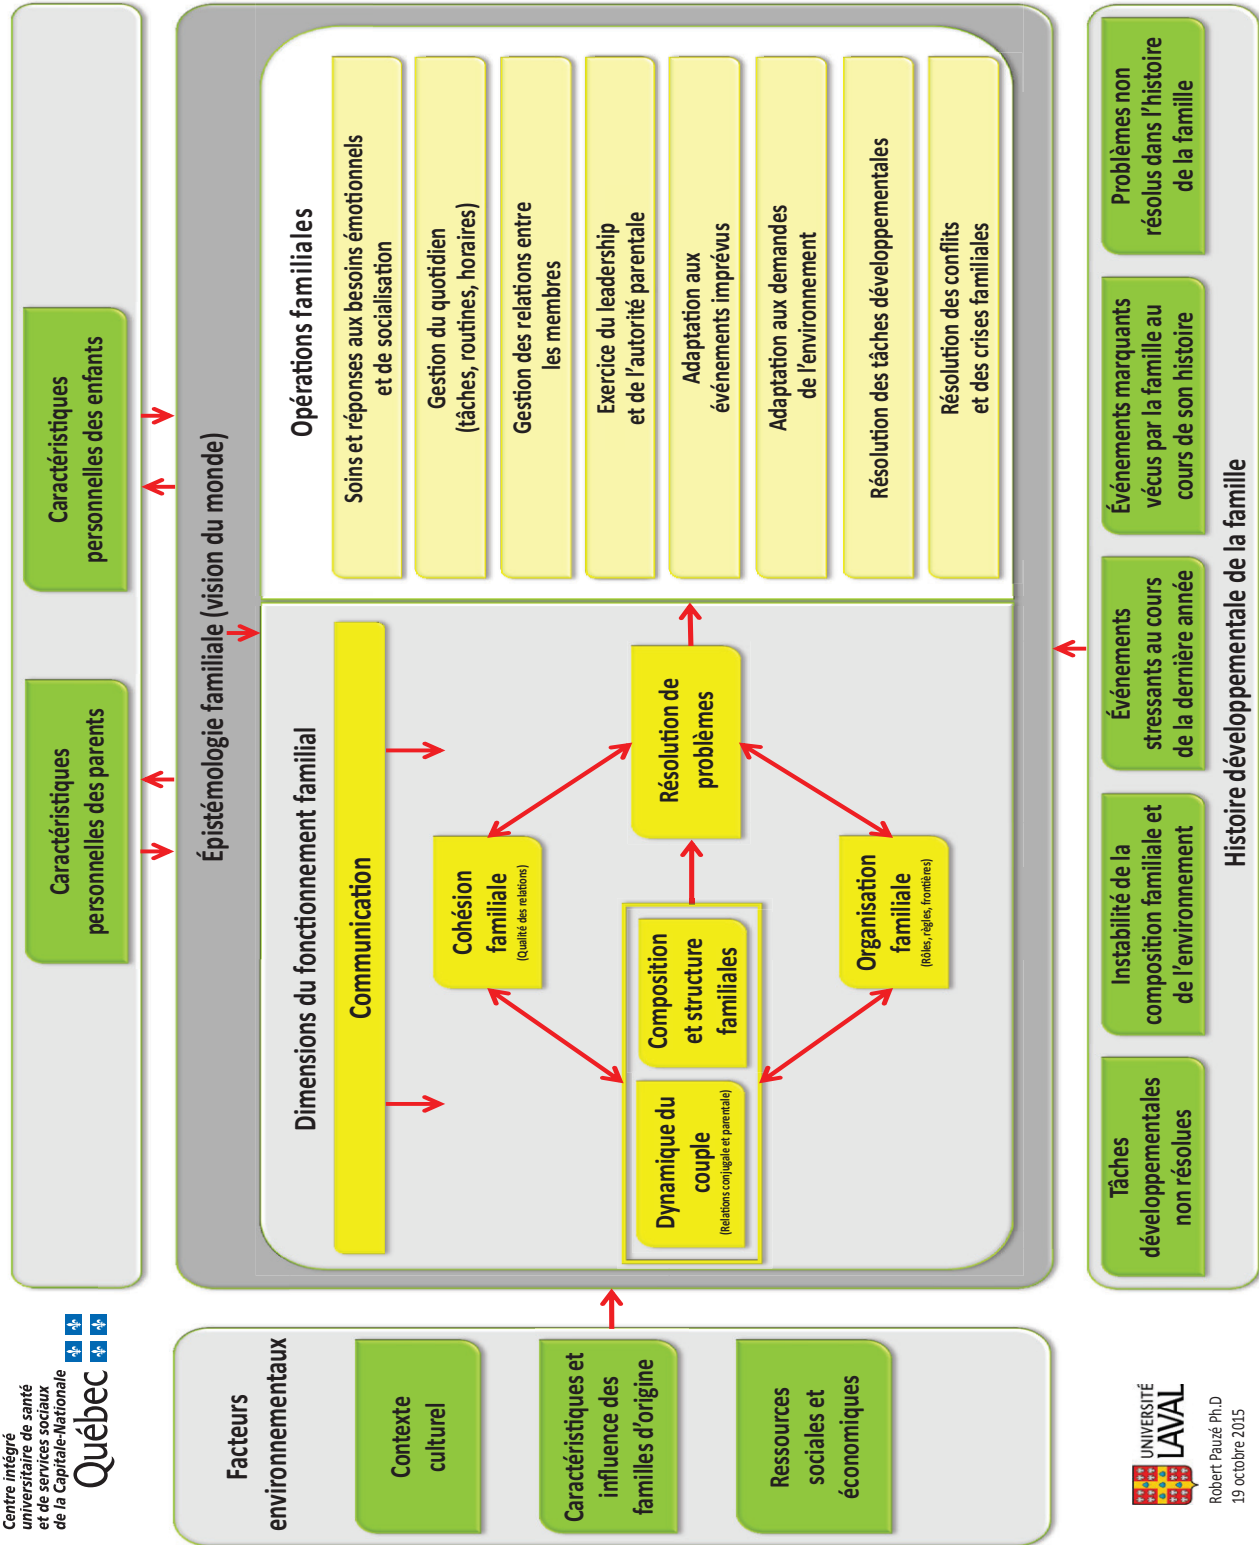 Centre intégré
universitaire de santé
et de services sociaux
de la Capitale-Nationale
Québec
Caractéristiques
personnelles des parents
Caractéristiques
personnelles des enfants
Facteurs
environnementaux
Contexte
culturel
Caractéristiques et
influence des
familles d'origine
Ressources
sociales et
économiques
Épistémologie familiale (vision du monde)
Dimensions du fonctionnement familial
Communication
Cohésion
familiale
(Qualité des relations)
Dynamique du
couple
(Relations conjugale et parentale)
Composition
et structure
familiales
Résolution de
problèmes
Organisation
familiale
(Rôles, règles, frontières)
Opérations familiales
Soins et réponses aux besoins émotionnels
et de socialisation
Gestion du quotidien
(tâches, routines, horaires)
Gestion des relations entre
les membres
Exercice du leadership
et de l'autorité parentale
Adaptation aux
événements imprévus
Adaptation aux demandes
de l'environnement
Résolution des tâches développementales
Résolution des conflits
et des crises familiales
Tâches
développementales
non résolues
Instabilité de la
composition familiale et
de l'environnement
Événements
stressants au cours
de la dernière année
Événements marquants
vécus par la famille au
cours de son histoire
Problèmes non
résolus dans l'histoire
de la famille
Histoire développementale de la famille
UNIVERSITÉ
LAVAL
Robert Pauzé Ph.D
19 octobre 2015